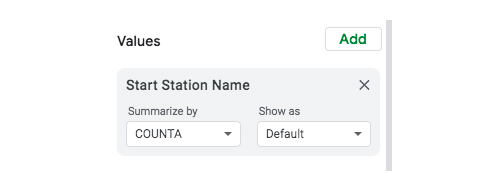 Values Add
Start Station Name
Summarize by Show as
COUNTA Default